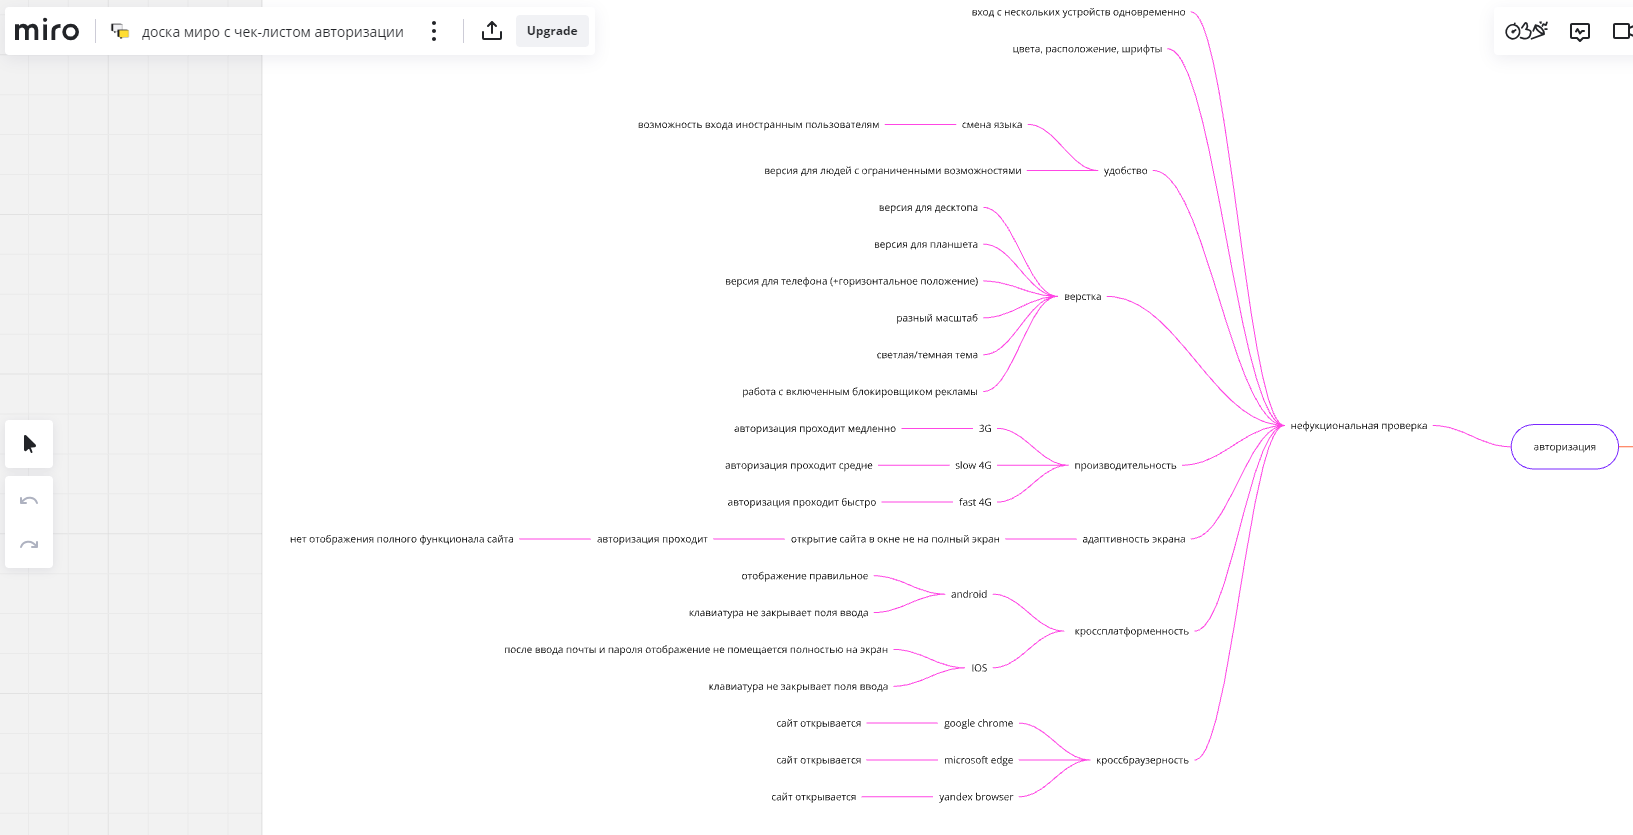 miro
доска миро с чек-листом авторизации
Upgrade
вход с нескольких устройств одновременно
цвета, расположение, шрифты
возможность входа иностранным пользователям
смена языка
версия для людей с ограниченными возможностями
удобство
версия для десктопа
версия для планшета
версия для телефона (+горизонтальное положение)
верстка
разный масштаб
светлая/темная тема
работа с включенным блокировщиком рекламы
нефукциональная проверка
авторизация
авторизация проходит медленно
3G
авторизация проходит средне
slow 4G
производительность
авторизация проходит быстро
fast 4G
нет отображения полного функционала сайта
авторизация проходит
открытие сайта в окне не на полный экран
адаптивность экрана
отображение правильное
android
клавиатура не закрывает поля ввода
кроссплатформенность
после ввода почты и пароля отображение не помещается полностью на экран
IOS
клавиатура не закрывает поля ввода
сайт открывается
google chrome
сайт открывается
microsoft edge
кроссбраузерность
сайт открывается
yandex browser